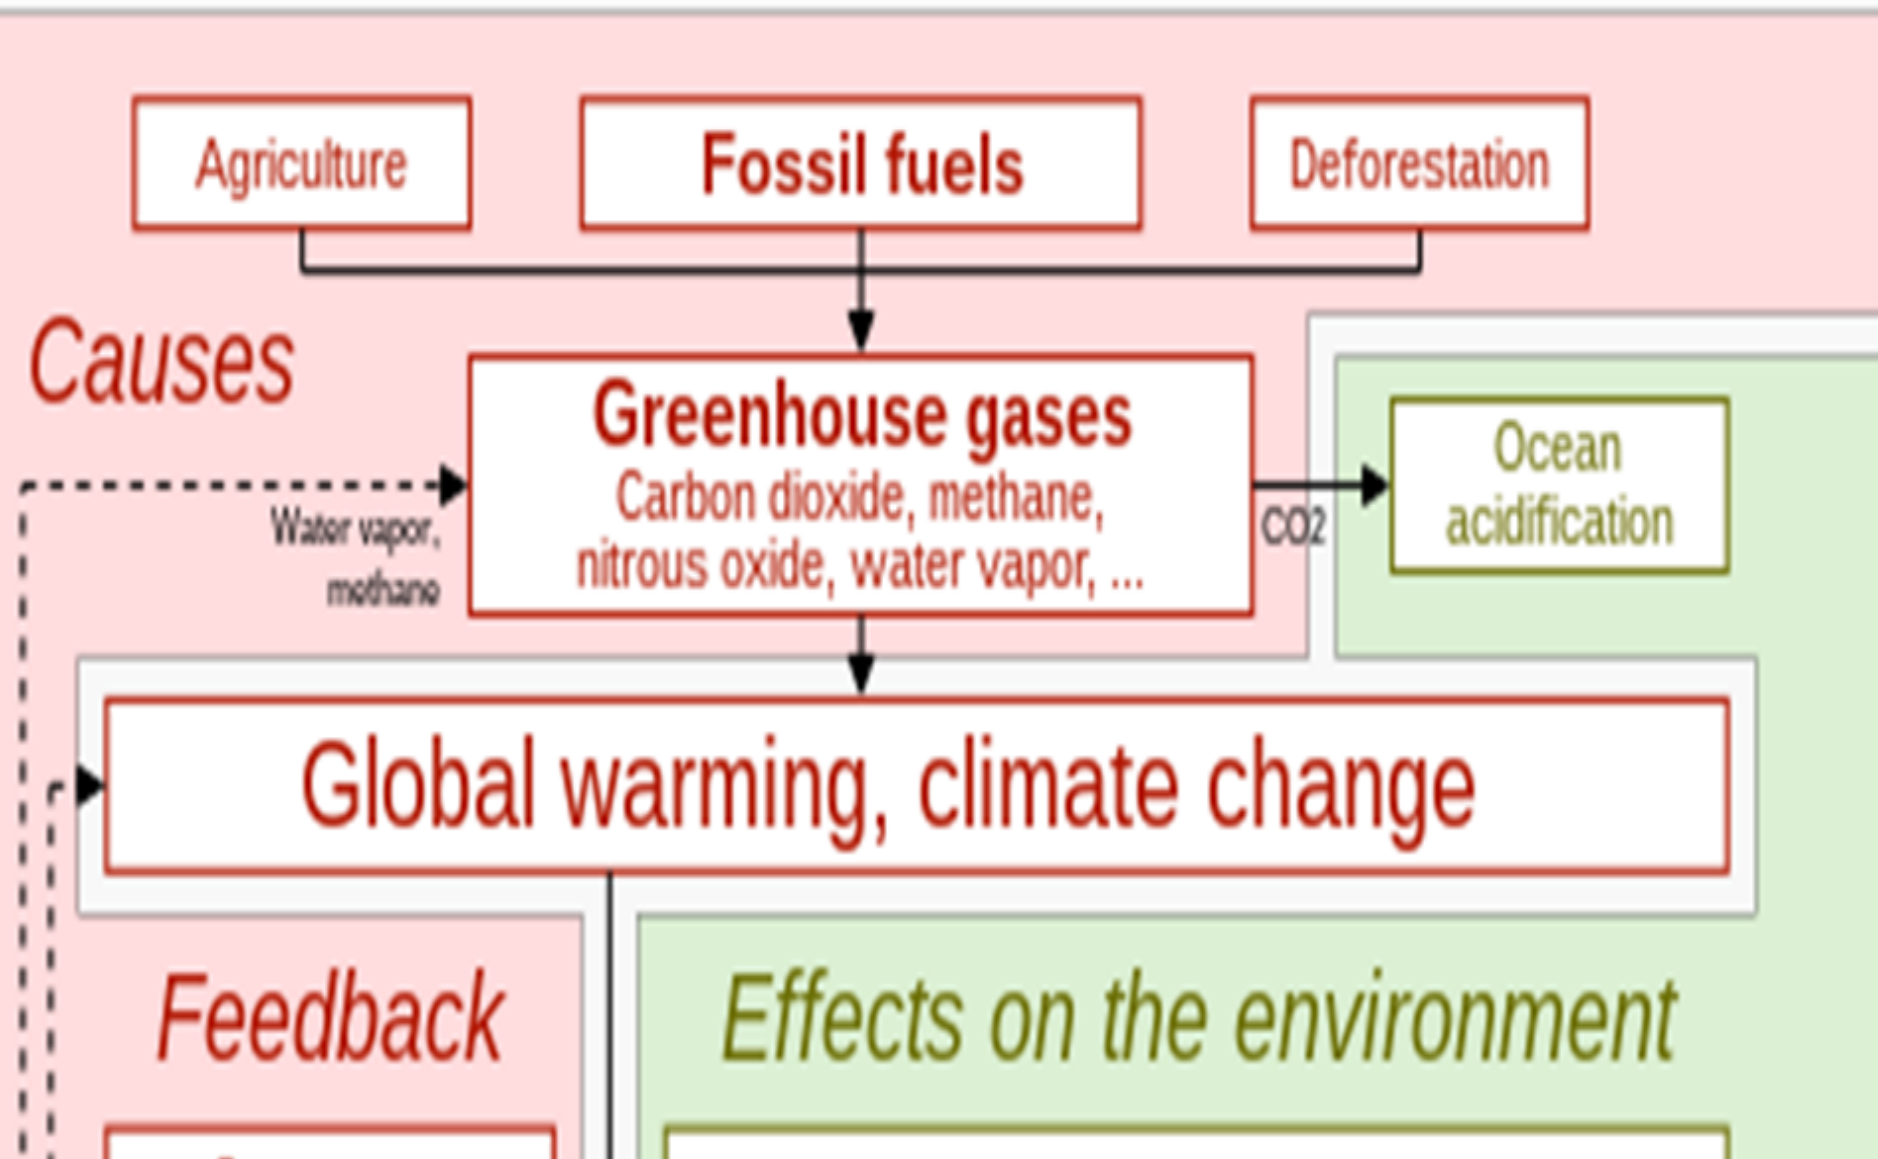 Agriculture
Fossil fuels
Deforestation
Causes
Greenhouse gases
Carbon dioxide, methane,
nitrous oxide, water vapor, ...
Water vapor,
methane
CO2
Ocean
acidification
Global warming, climate change
Feedback
Effects on the environment